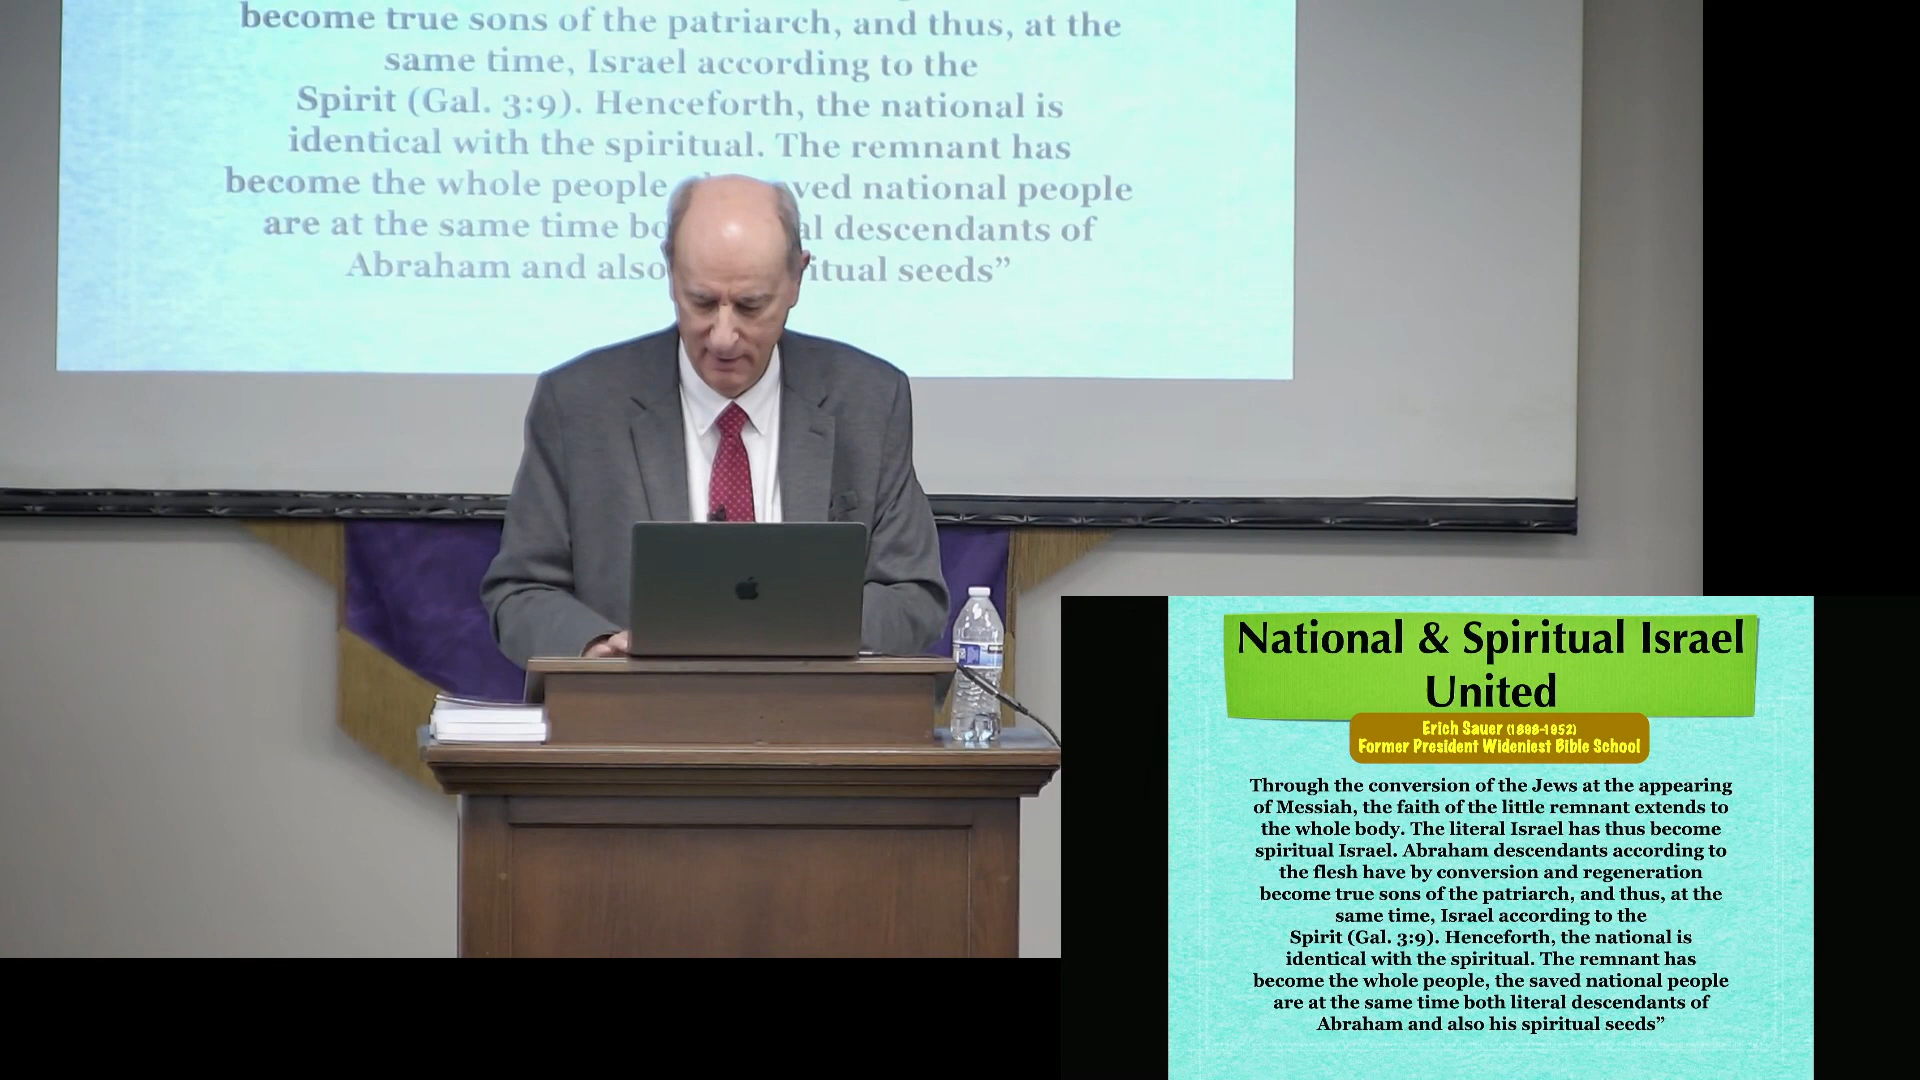 become true sons of the patriarch, and thus, at the
same time, Israel according to the
Spirit (Gal. 3:9). Henceforth, the national is
identical with the spiritual. The remnant has
become the whole people
ved national people
are at the same time bo
al descendants of
Abraham and also
itual seeds”
National & Spiritual Israel
United
Erich Sauer (1898-1952)
Former President Wideniest Bible School
Through the conversion of the Jews at the appearing
of Messiah, the faith of the little remnant extends to
the whole body. The literal Israel has thus become
spiritual Israel. Abraham descendants according to
the flesh have by conversion and regeneration
become true sons of the patriarch, and thus, at the
same time, Israel according to the
Spirit (Gal. 3:9). Henceforth, the national is
identical with the spiritual. The remnant has
become the whole people, the saved national people
are at the same time both literal descendants of
Abraham and also his spiritual seeds”